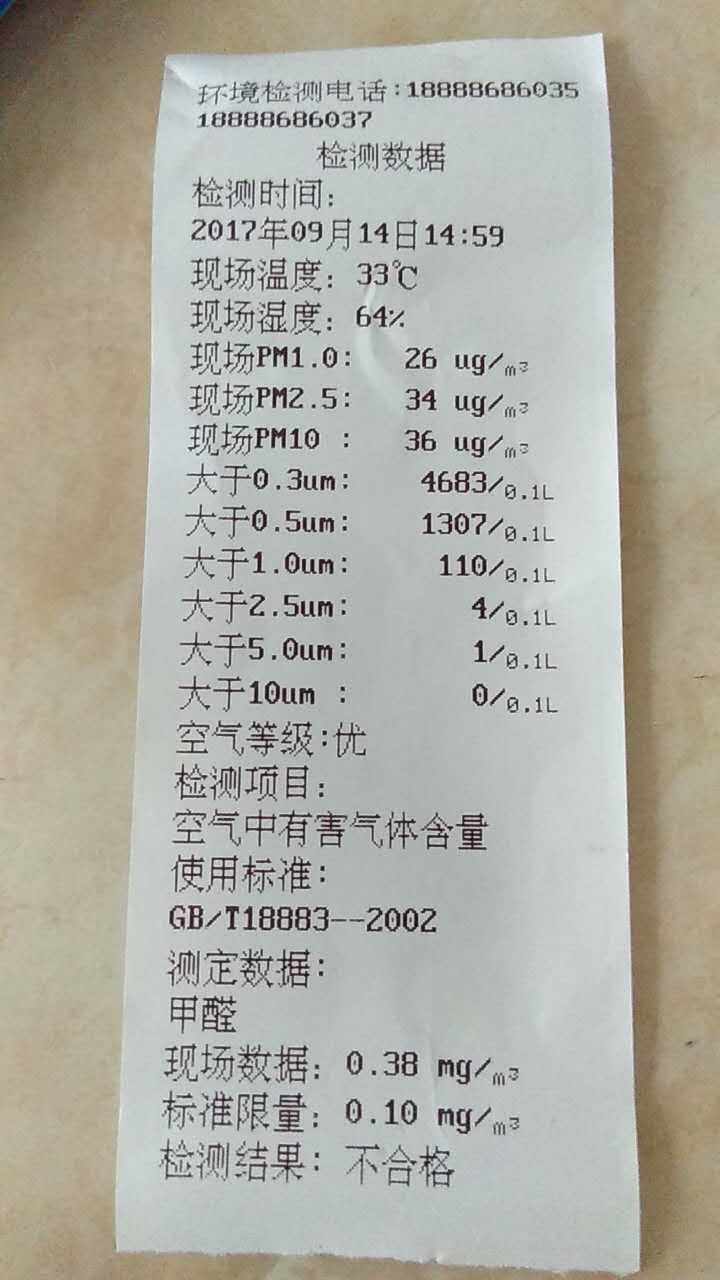 环境检测电话:18888686035
18888686037
检测数据
检测时间:
2017年09月14日14:59
现场温度: 33℃
现场湿度: 64%
现场PM1.0: 26 ug/m3
现场PM2.5: 34 ug/m3
现场PM10 : 36 ug/m3
大于0.3um: 4683/0.1L
大于0.5um: 1307/0.1L
大于1.0um: 110/0.1L
大于2.5um: 4/0.1L
大于5.0um: 1/0.1L
大于10um : 0/0.1L
空气等级:优
检测项目:
空气中有害气体含量
使用标准:
GB/T18883--2002
测定数据:
甲醛
现场数据: 0.38 mg/m3
标准限量: 0.10 mg/m3
检测结果: 不合格